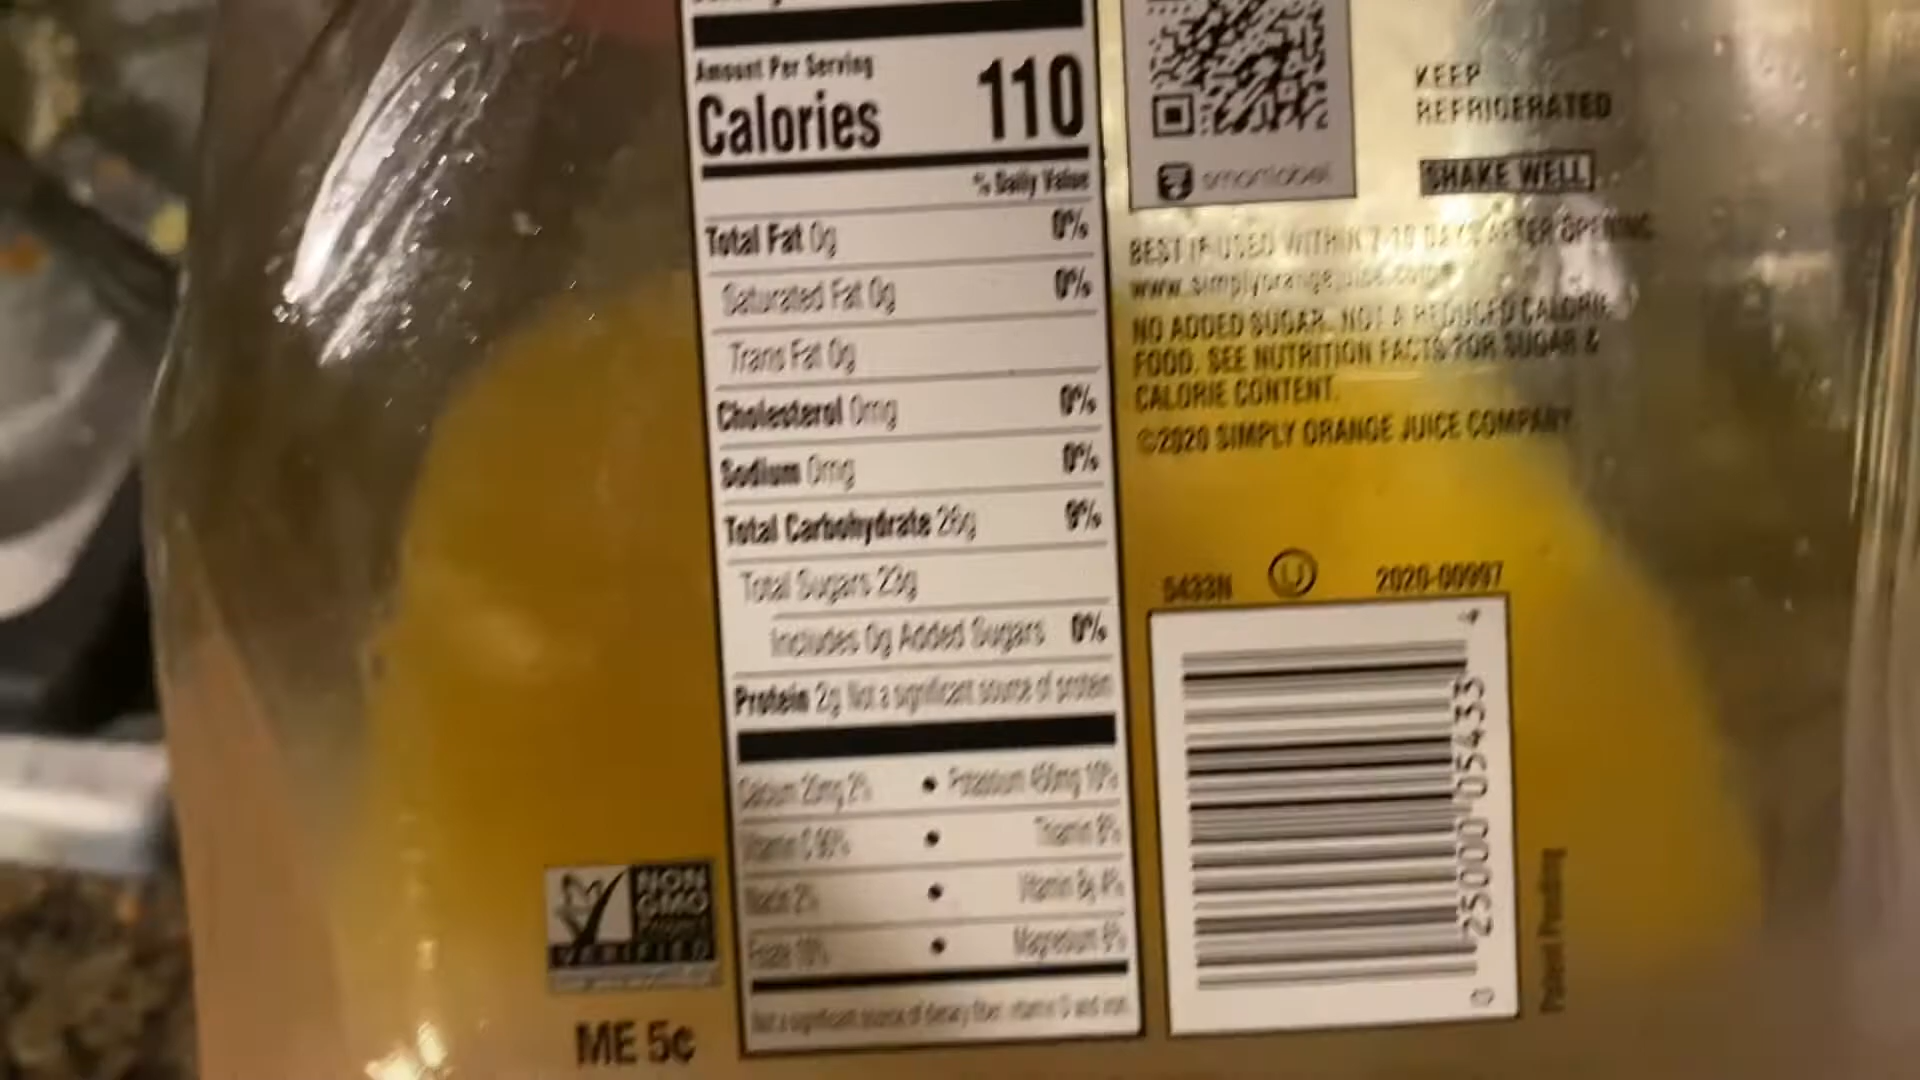 Amount Per Serving
Calories 110
% Daily Value
Total Fat 0g 0%
Saturated Fat 0g 0%
Trans Fat 0g
Cholesterol 0mg 0%
Sodium 0mg 0%
Total Carbohydrate 26g 9%
Total Sugars 23g
Includes 0g Added Sugars 0%
Protein 2g Not a significant source of protein
Calcium 20mg 2% • Potassium 450mg 10%
Vitamin C • Thiamin 8%
Niacin 2% • Vitamin B6 4%
Folate 10% • Magnesium 6%
Not a significant source of dietary fiber, vitamin D and iron
NON
GMO
Project
VERIFIED
ME 5¢
smartlabel
KEEP
REFRIGERATED
SHAKE WELL
BEST IF USED WITHIN 7-10 DAYS AFTER OPENING
www.simplyorangejuice.com
NO ADDED SUGAR. NOT A REDUCED CALORIE
FOOD. SEE NUTRITION FACTS FOR SUGAR &
CALORIE CONTENT.
©2020 SIMPLY ORANGE JUICE COMPANY
5433N U 2020-00997
0 25000 05433 4
Patent Pending